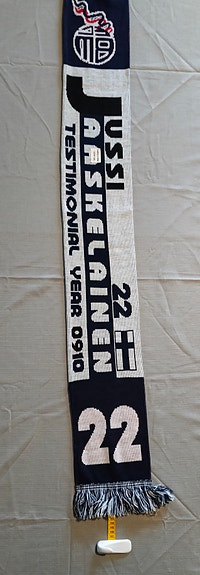 JUSSI
JAASKELAINEN
22
TESTIMONIAL YEAR 0910
22